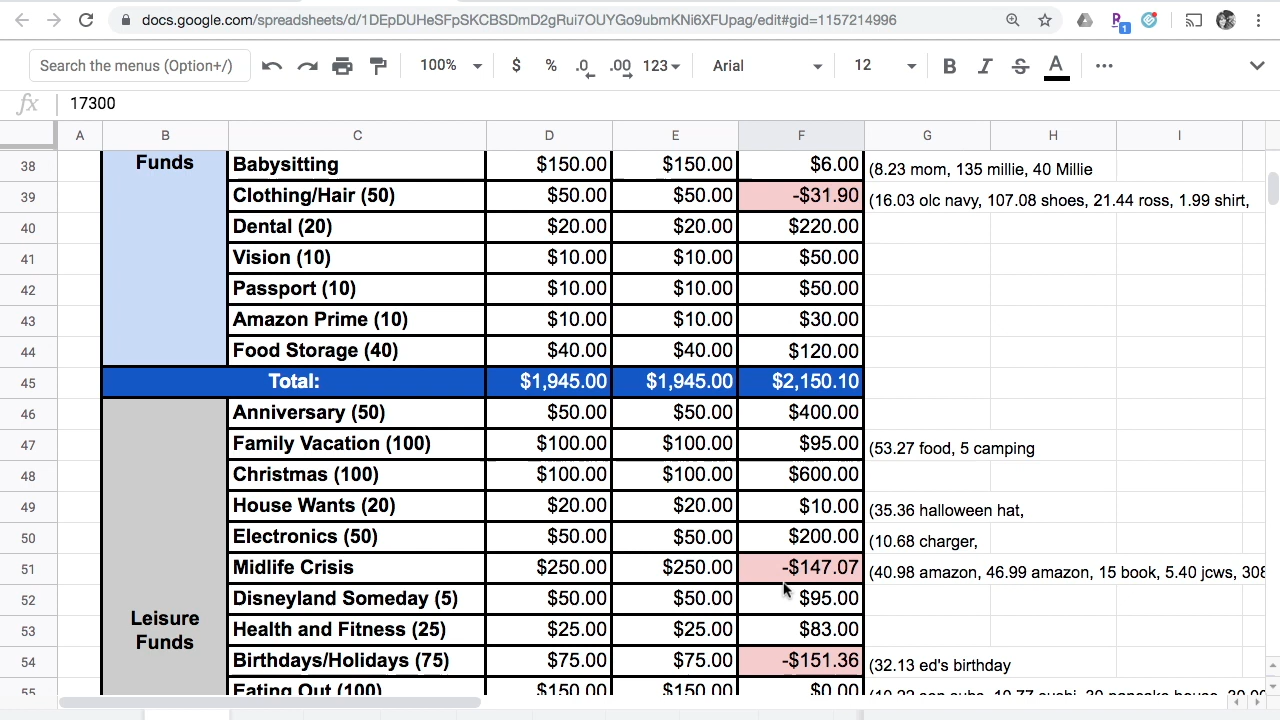 docs.google.com/spreadsheets/d/1DEpDUHeSFpSKCBSDmD2gRui7OUYGo9ubmKNi6XFUpag/edit#gid=1157214996
Search the menus (Option+/) 100% $ % .0 .00 123 Arial 12 B I S A
fx 17300
A B C D E F G H I
38 Funds Babysitting $150.00 $150.00 $6.00 (8.23 mom, 135 millie, 40 Millie
39 Clothing/Hair (50) $50.00 $50.00 -$31.90 (16.03 olc navy, 107.08 shoes, 21.44 ross, 1.99 shirt,
40 Dental (20) $20.00 $20.00 $220.00
41 Vision (10) $10.00 $10.00 $50.00
42 Passport (10) $10.00 $10.00 $50.00
43 Amazon Prime (10) $10.00 $10.00 $30.00
44 Food Storage (40) $40.00 $40.00 $120.00
45 Total: $1,945.00 $1,945.00 $2,150.10
46 Anniversary (50) $50.00 $50.00 $400.00
47 Family Vacation (100) $100.00 $100.00 $95.00 (53.27 food, 5 camping
48 Christmas (100) $100.00 $100.00 $600.00
49 House Wants (20) $20.00 $20.00 $10.00 (35.36 halloween hat,
50 Electronics (50) $50.00 $50.00 $200.00 (10.68 charger,
51 Midlife Crisis $250.00 $250.00 -$147.07 (40.98 amazon, 46.99 amazon, 15 book, 5.40 jcws, 308
52 Disneyland Someday (5) $50.00 $50.00 $95.00
53 Leisure Funds Health and Fitness (25) $25.00 $25.00 $83.00
54 Birthdays/Holidays (75) $75.00 $75.00 -$151.36 (32.13 ed's birthday
55 Eating Out (100) $150.00 $150.00 $0.00